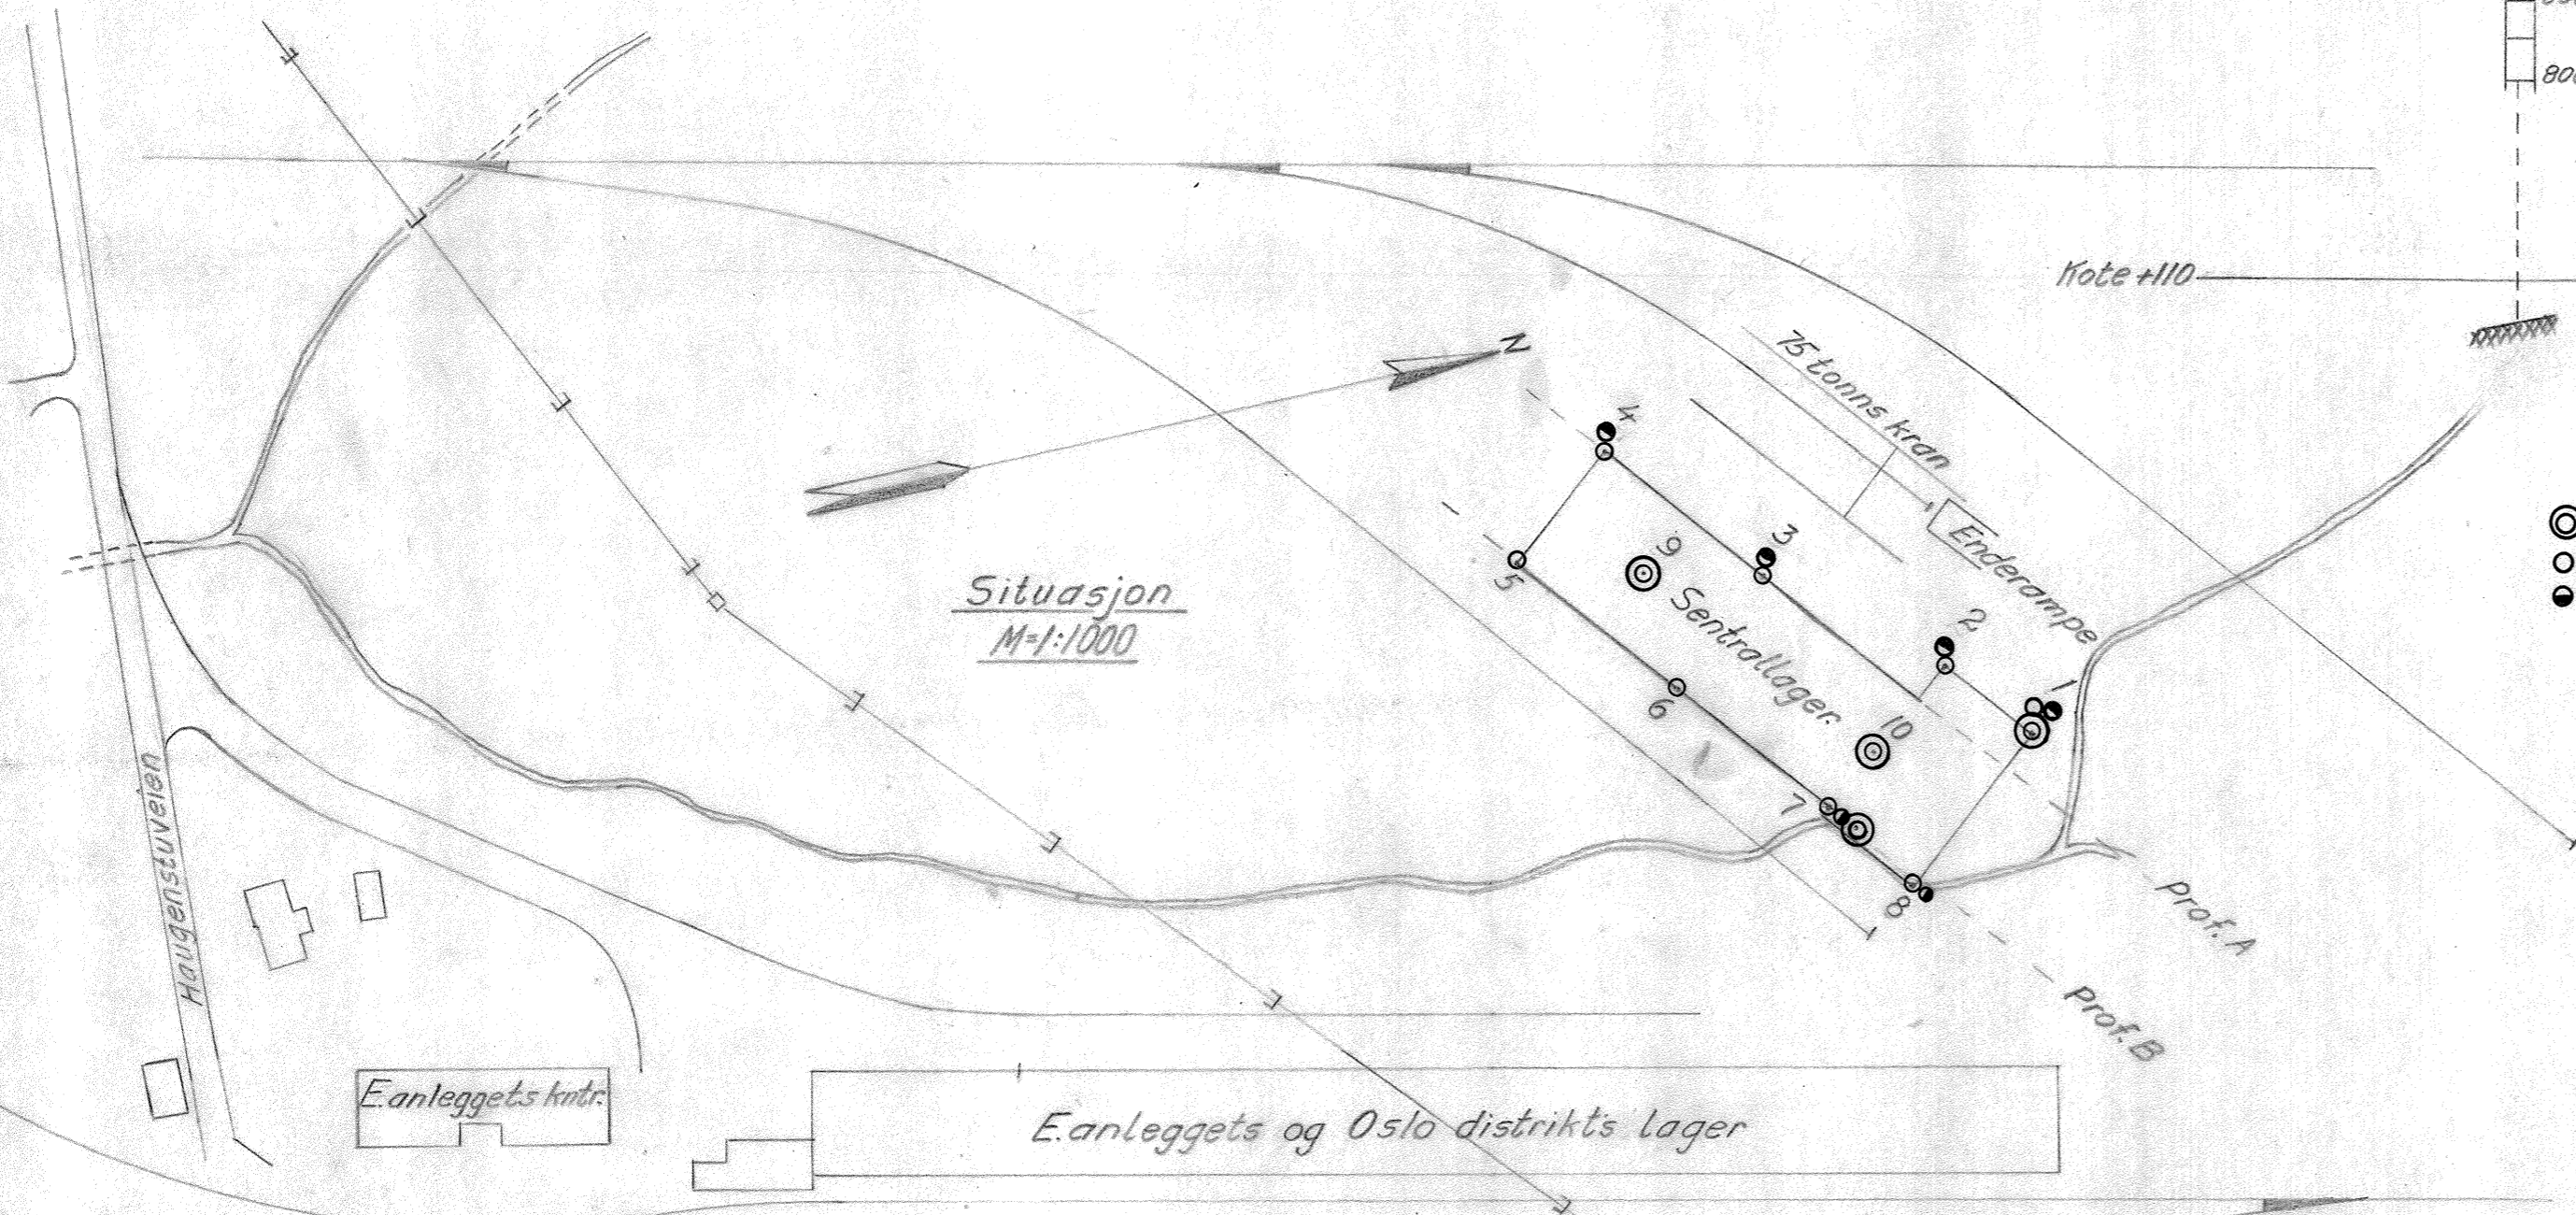 Kote +110
N
75 tonns kran
4
3
Enderampe
5
9
Situasjon
M=1:1000
Sentrallager.
2
1
6
10
7
8
Prof. A
Prof. B
Haugenstuveien
E.anleggets kntr.
E.anleggets og Oslo distrikts lager